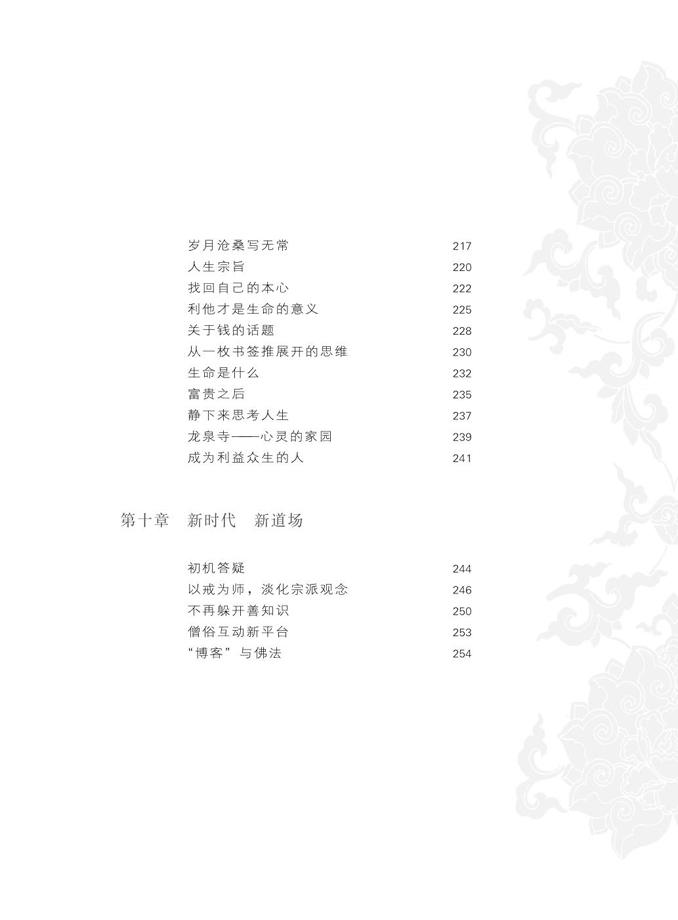 岁月沧桑写无常 217
人生宗旨 220
找回自己的本心 222
利他才是生命的意义 225
关于钱的话题 228
从一枚书签推展开的思维 230
生命是什么 232
富贵之后 235
静下来思考人生 237
龙泉寺——心灵的家园 239
成为利益众生的人 241
第十章 新时代 新道场
初机答疑 244
以戒为师，淡化宗派观念 246
不再躲开善知识 250
僧俗互动新平台 253
“博客”与佛法 254